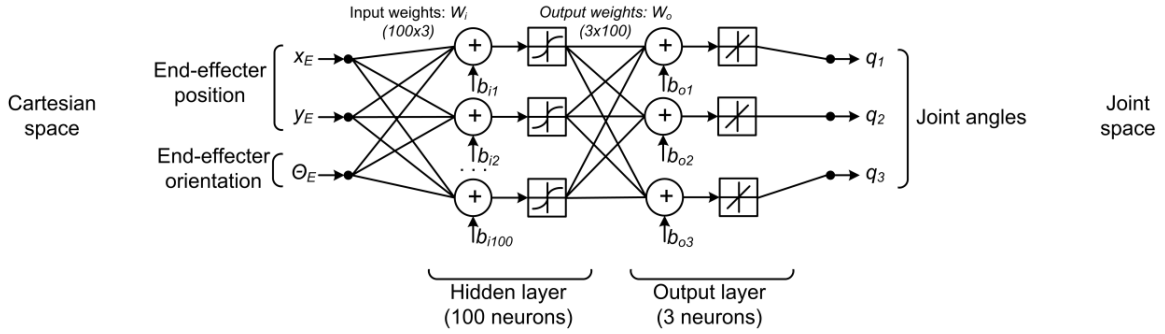 Input weights: Wi
(100x3)
Output weights: Wo
(3x100)
Cartesian
space
End-effecter
position
End-effecter
orientation
xE
yE
ΘE
+
bi1
+
bi2
. . .
+
bi100
+
bo1
+
bo2
+
bo3
q1
q2
q3
Joint angles
Joint
space
Hidden layer
(100 neurons)
Output layer
(3 neurons)